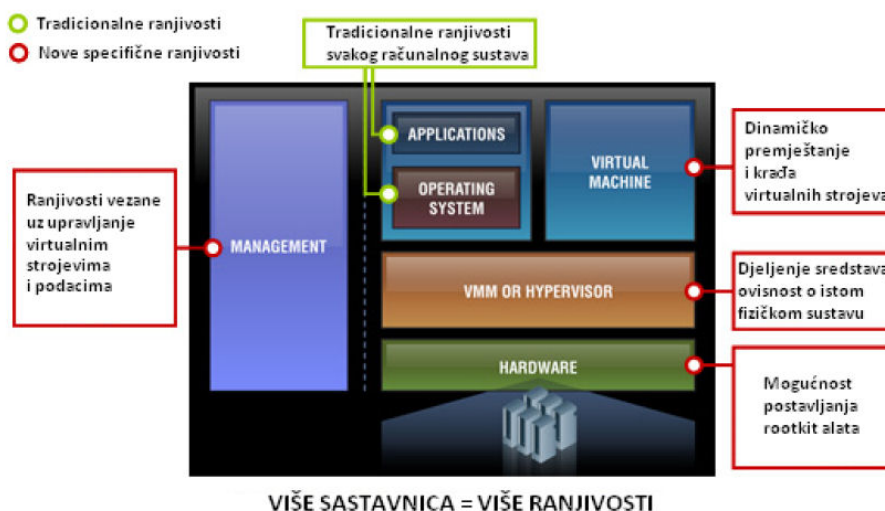 Tradicionalne ranjivosti
Nove specifične ranjivosti
Tradicionalne ranjivosti
svakog računalnog sustava
Ranjivosti vezane
uz upravljanje
virtualnim
strojevima
i podacima
MANAGEMENT
APPLICATIONS
OPERATING
SYSTEM
VIRTUAL
MACHINE
VMM OR HYPERVISOR
HARDWARE
Dinamičko
premještanje
i krađa
virtualnih strojeva
Djeljenje sredstava
ovisnost o istom
fizičkom sustavu
Mogućnost
postavljanja
rootkit alata
VIŠE SASTAVNICA = VIŠE RANJIVOSTI